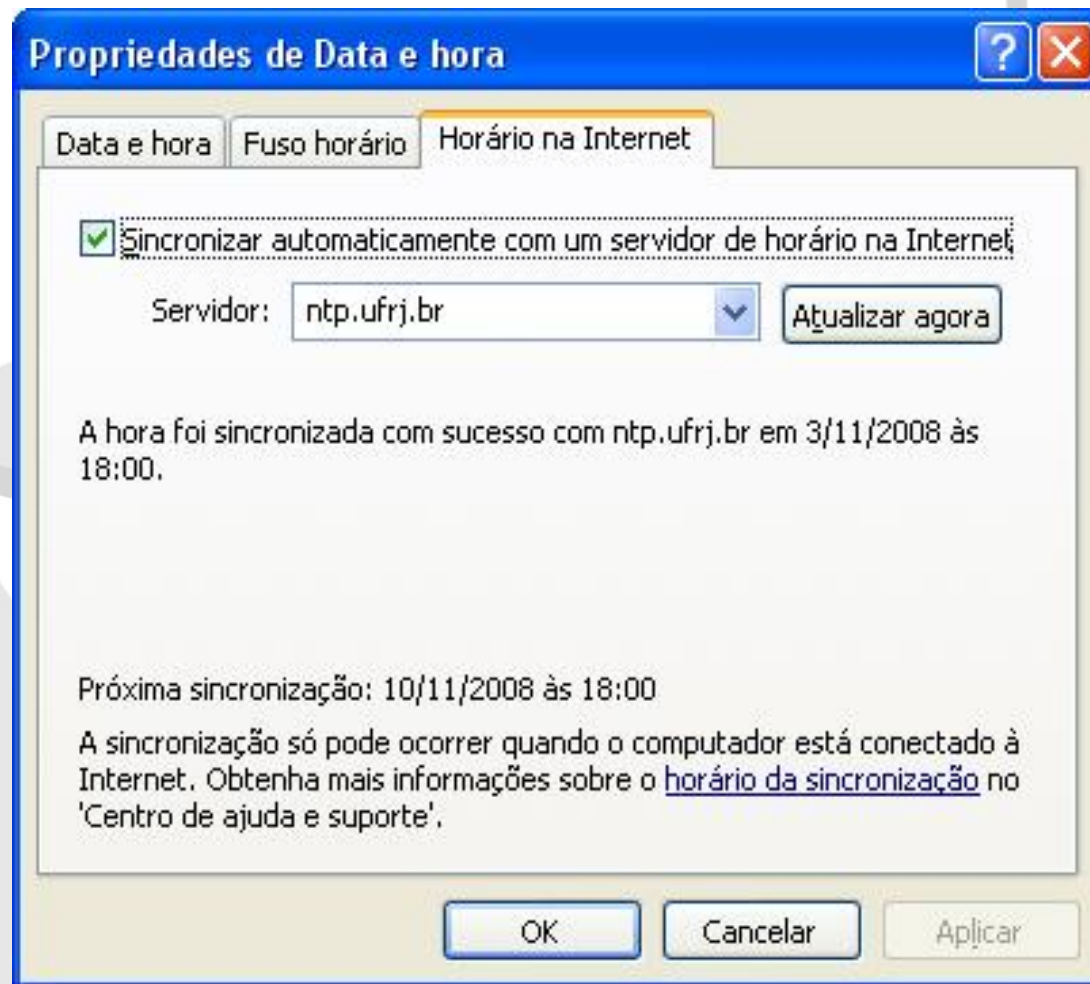 Propriedades de Data e hora
Data e hora
Fuso horário
Horário na Internet
Sincronizar automaticamente com um servidor de horário na Internet
Servidor:
ntp.ufrj.br
Atualizar agora
A hora foi sincronizada com sucesso com ntp.ufrj.br em 3/11/2008 às
18:00.
Próxima sincronização: 10/11/2008 às 18:00
A sincronização só pode ocorrer quando o computador está conectado à
Internet. Obtenha mais informações sobre o horário da sincronização no
'Centro de ajuda e suporte'.
OK
Cancelar
Aplicar